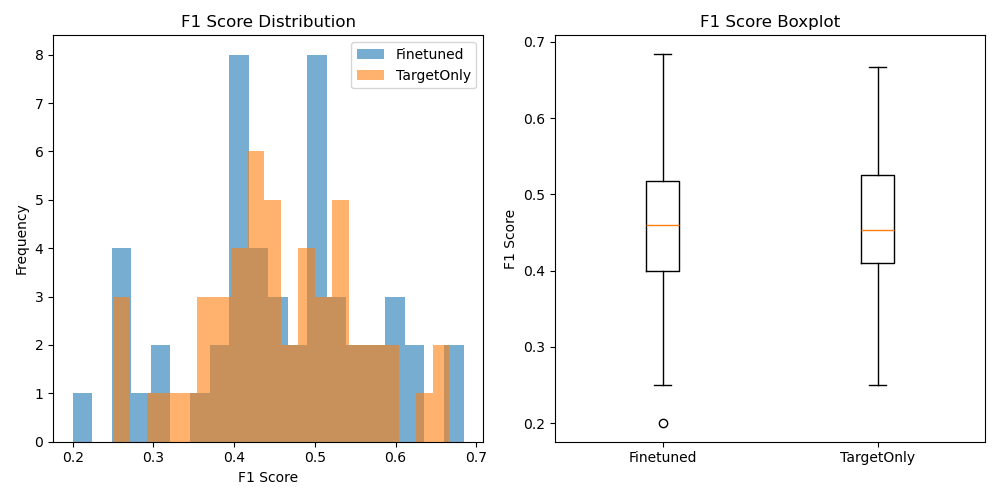 F1 Score Distribution
Finetuned
TargetOnly
8
7
6
5
4
3
2
1
0
Frequency
0.2 0.3 0.4 0.5 0.6 0.7
F1 Score
F1 Score Boxplot
0.7
0.6
0.5
0.4
0.3
0.2
F1 Score
Finetuned TargetOnly